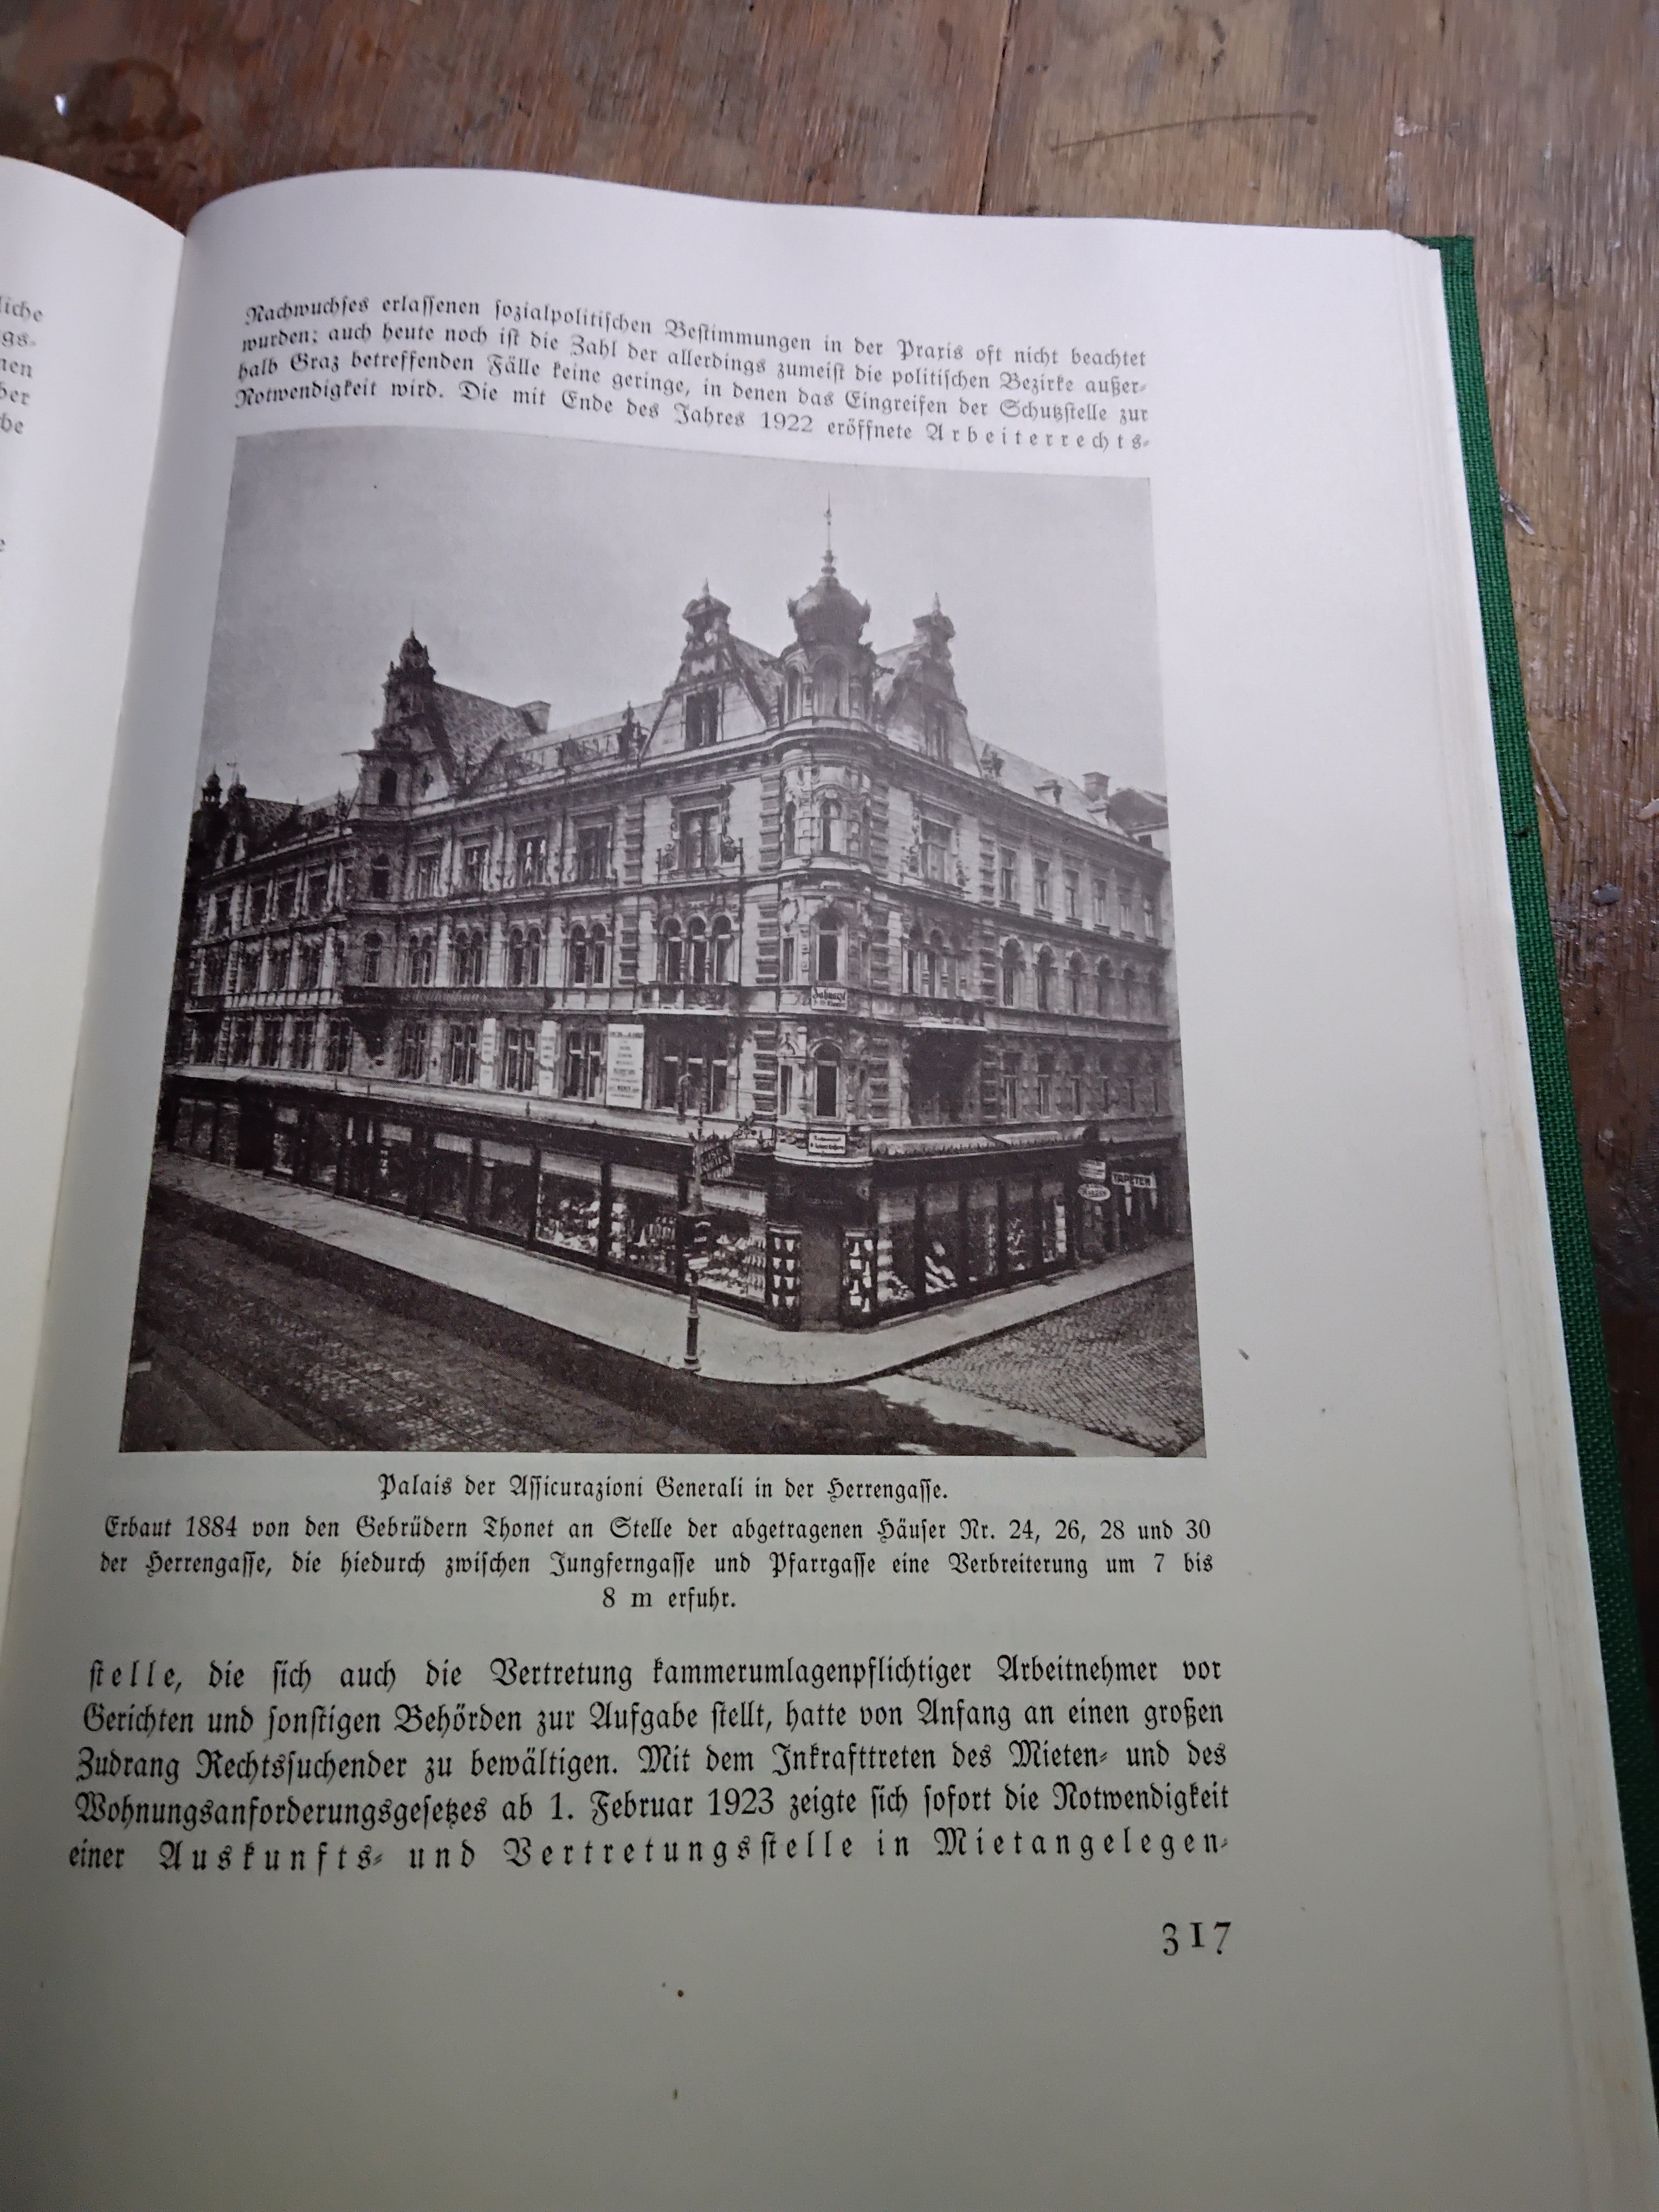 liche
gs-
nen
ber
che
e
Nachwuchses erlassenen sozialpolitischen Bestimmungen in der Praxis oft nicht beachtet
wurden; auch heute noch ist die Zahl der allerdings zumeist die politischen Bezirke außer-
halb Graz betreffenden Fälle keine geringe, in denen das Eingreifen der Schutzstelle zur
Notwendigkeit wird. Die mit Ende des Jahres 1922 eröffnete Arbeiterrechts-
TAPETEN
Palais der Assicurazioni Generali in der Herrengasse.
Erbaut 1884 von den Gebrüdern Thonet an Stelle der abgetragenen Häuser Nr. 24, 26, 28 und 30
der Herrengasse, die hiedurch zwischen Jungferngasse und Pfarrgasse eine Verbreiterung um 7 bis
8 m erfuhr.
stelle, die sich auch die Vertretung kammerumlagenpflichtiger Arbeitnehmer vor
Gerichten und sonstigen Behörden zur Aufgabe stellt, hatte von Anfang an einen großen
Zudrang Rechtssuchender zu bewältigen. Mit dem Inkrafttreten des Mieten- und des
Wohnungsanforderungsgesetzes ab 1. Februar 1923 zeigte sich sofort die Notwendigkeit
einer Auskunfts- und Vertretungsstelle in Mietangelegen-
317